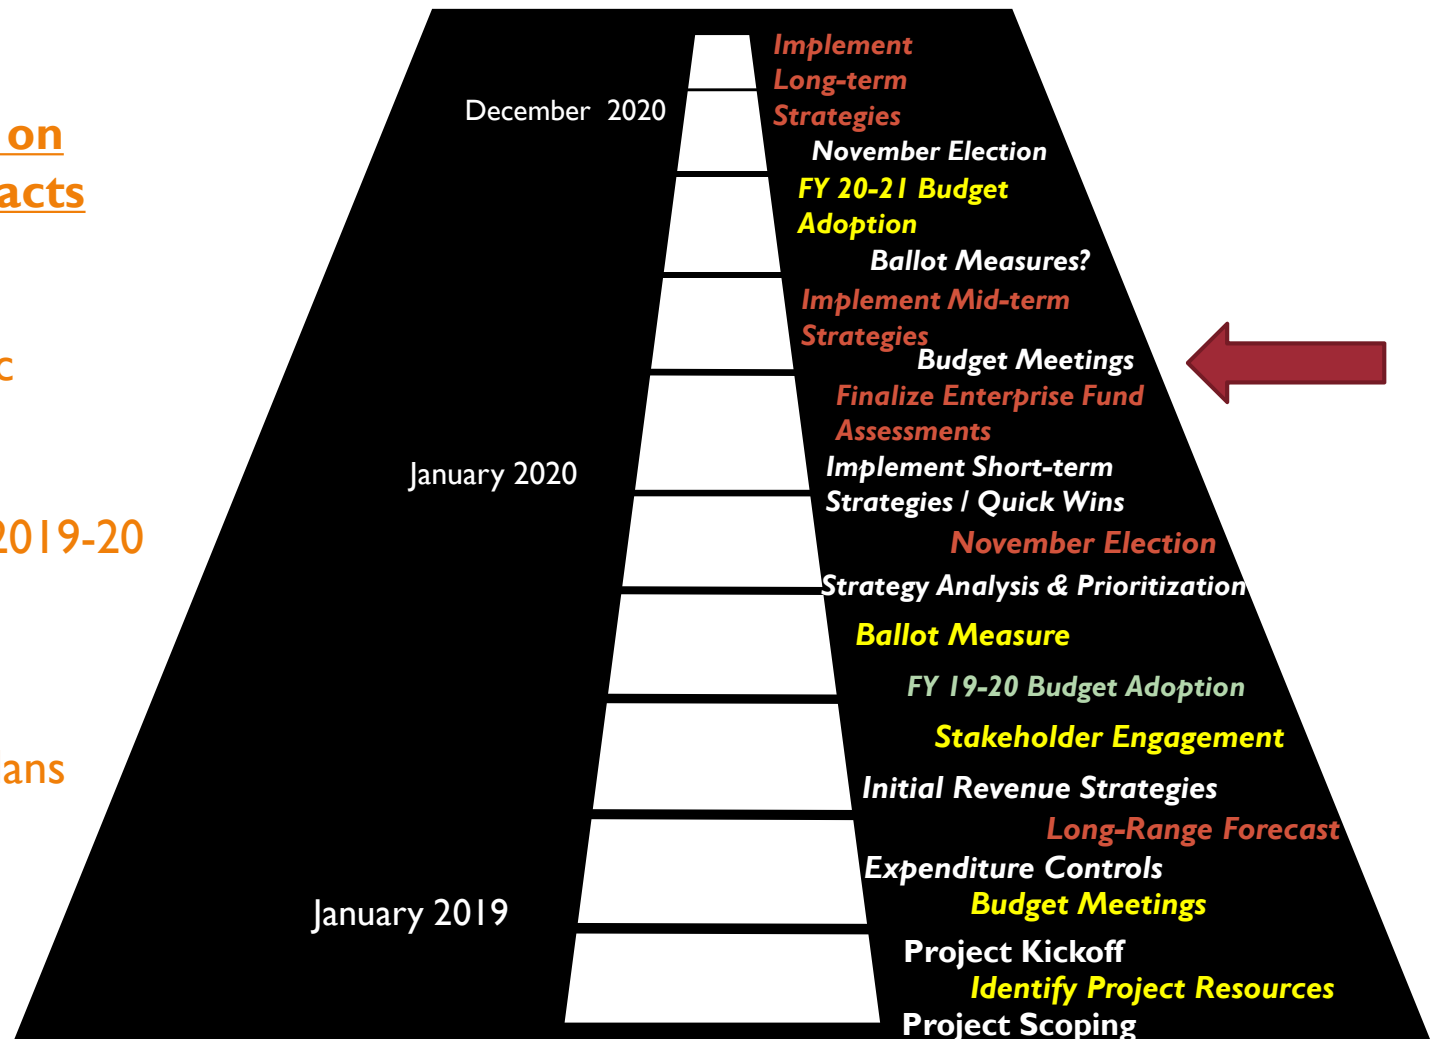 on
acts
c
2019-20
ans
December 2020
January 2020
January 2019
Implement
Long-term
Strategies
November Election
FY 20-21 Budget
Adoption
Ballot Measures?
Implement Mid-term
Strategies
Budget Meetings
Finalize Enterprise Fund
Assessments
Implement Short-term
Strategies / Quick Wins
November Election
Strategy Analysis & Prioritization
Ballot Measure
FY 19-20 Budget Adoption
Stakeholder Engagement
Initial Revenue Strategies
Long-Range Forecast
Expenditure Controls
Budget Meetings
Project Kickoff
Identify Project Resources
Project Scoping